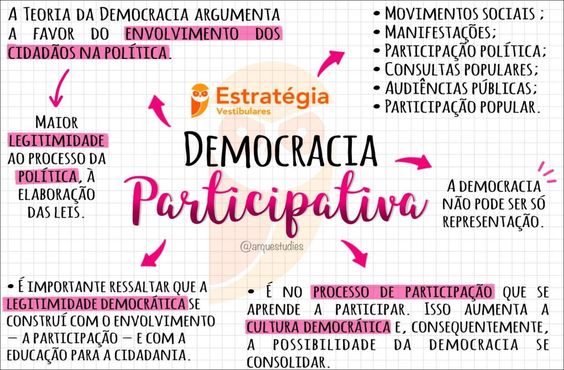 A Teoria da Democracia argumenta
a favor do envolvimento dos
cidadãos na política.
• Movimentos sociais ;
• Manifestações;
• Participação política;
• Consultas populares;
• Audiências públicas;
• Participação popular.
Estratégia
Vestibulares
Maior
legitimidade
ao processo da
política, à
elaboração
das leis.
Democracia
Participativa
@arquestudies
A democracia
não pode ser só
representação.
• É importante ressaltar que a
legitimidade democrática se
construí com o envolvimento
– a participação – e com a
educação para a cidadania.
• É no processo de participação que se
aprende a participar. Isso aumenta a
cultura democrática e, consequentemente,
a possibilidade da democracia se
consolidar.